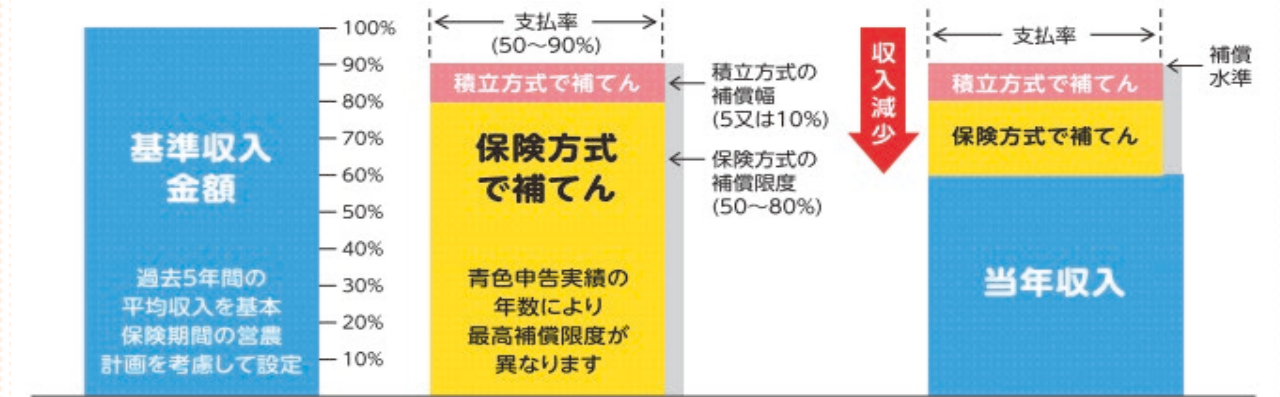 基準収入
金額
過去5年間の
平均収入を基本
保険期間の営農
計画を考慮して設定
100%
90%
80%
70%
60%
50%
40%
30%
20%
10%
支払率
(50～90%)
積立方式で補てん
保険方式
で補てん
青色申告実績の
年数により
最高補償限度が
異なります
積立方式の
補償幅
(5又は10%)
保険方式の
補償限度
(50～80%)
収入減少
支払率
積立方式で補てん
保険方式で補てん
当年収入
補償
水準